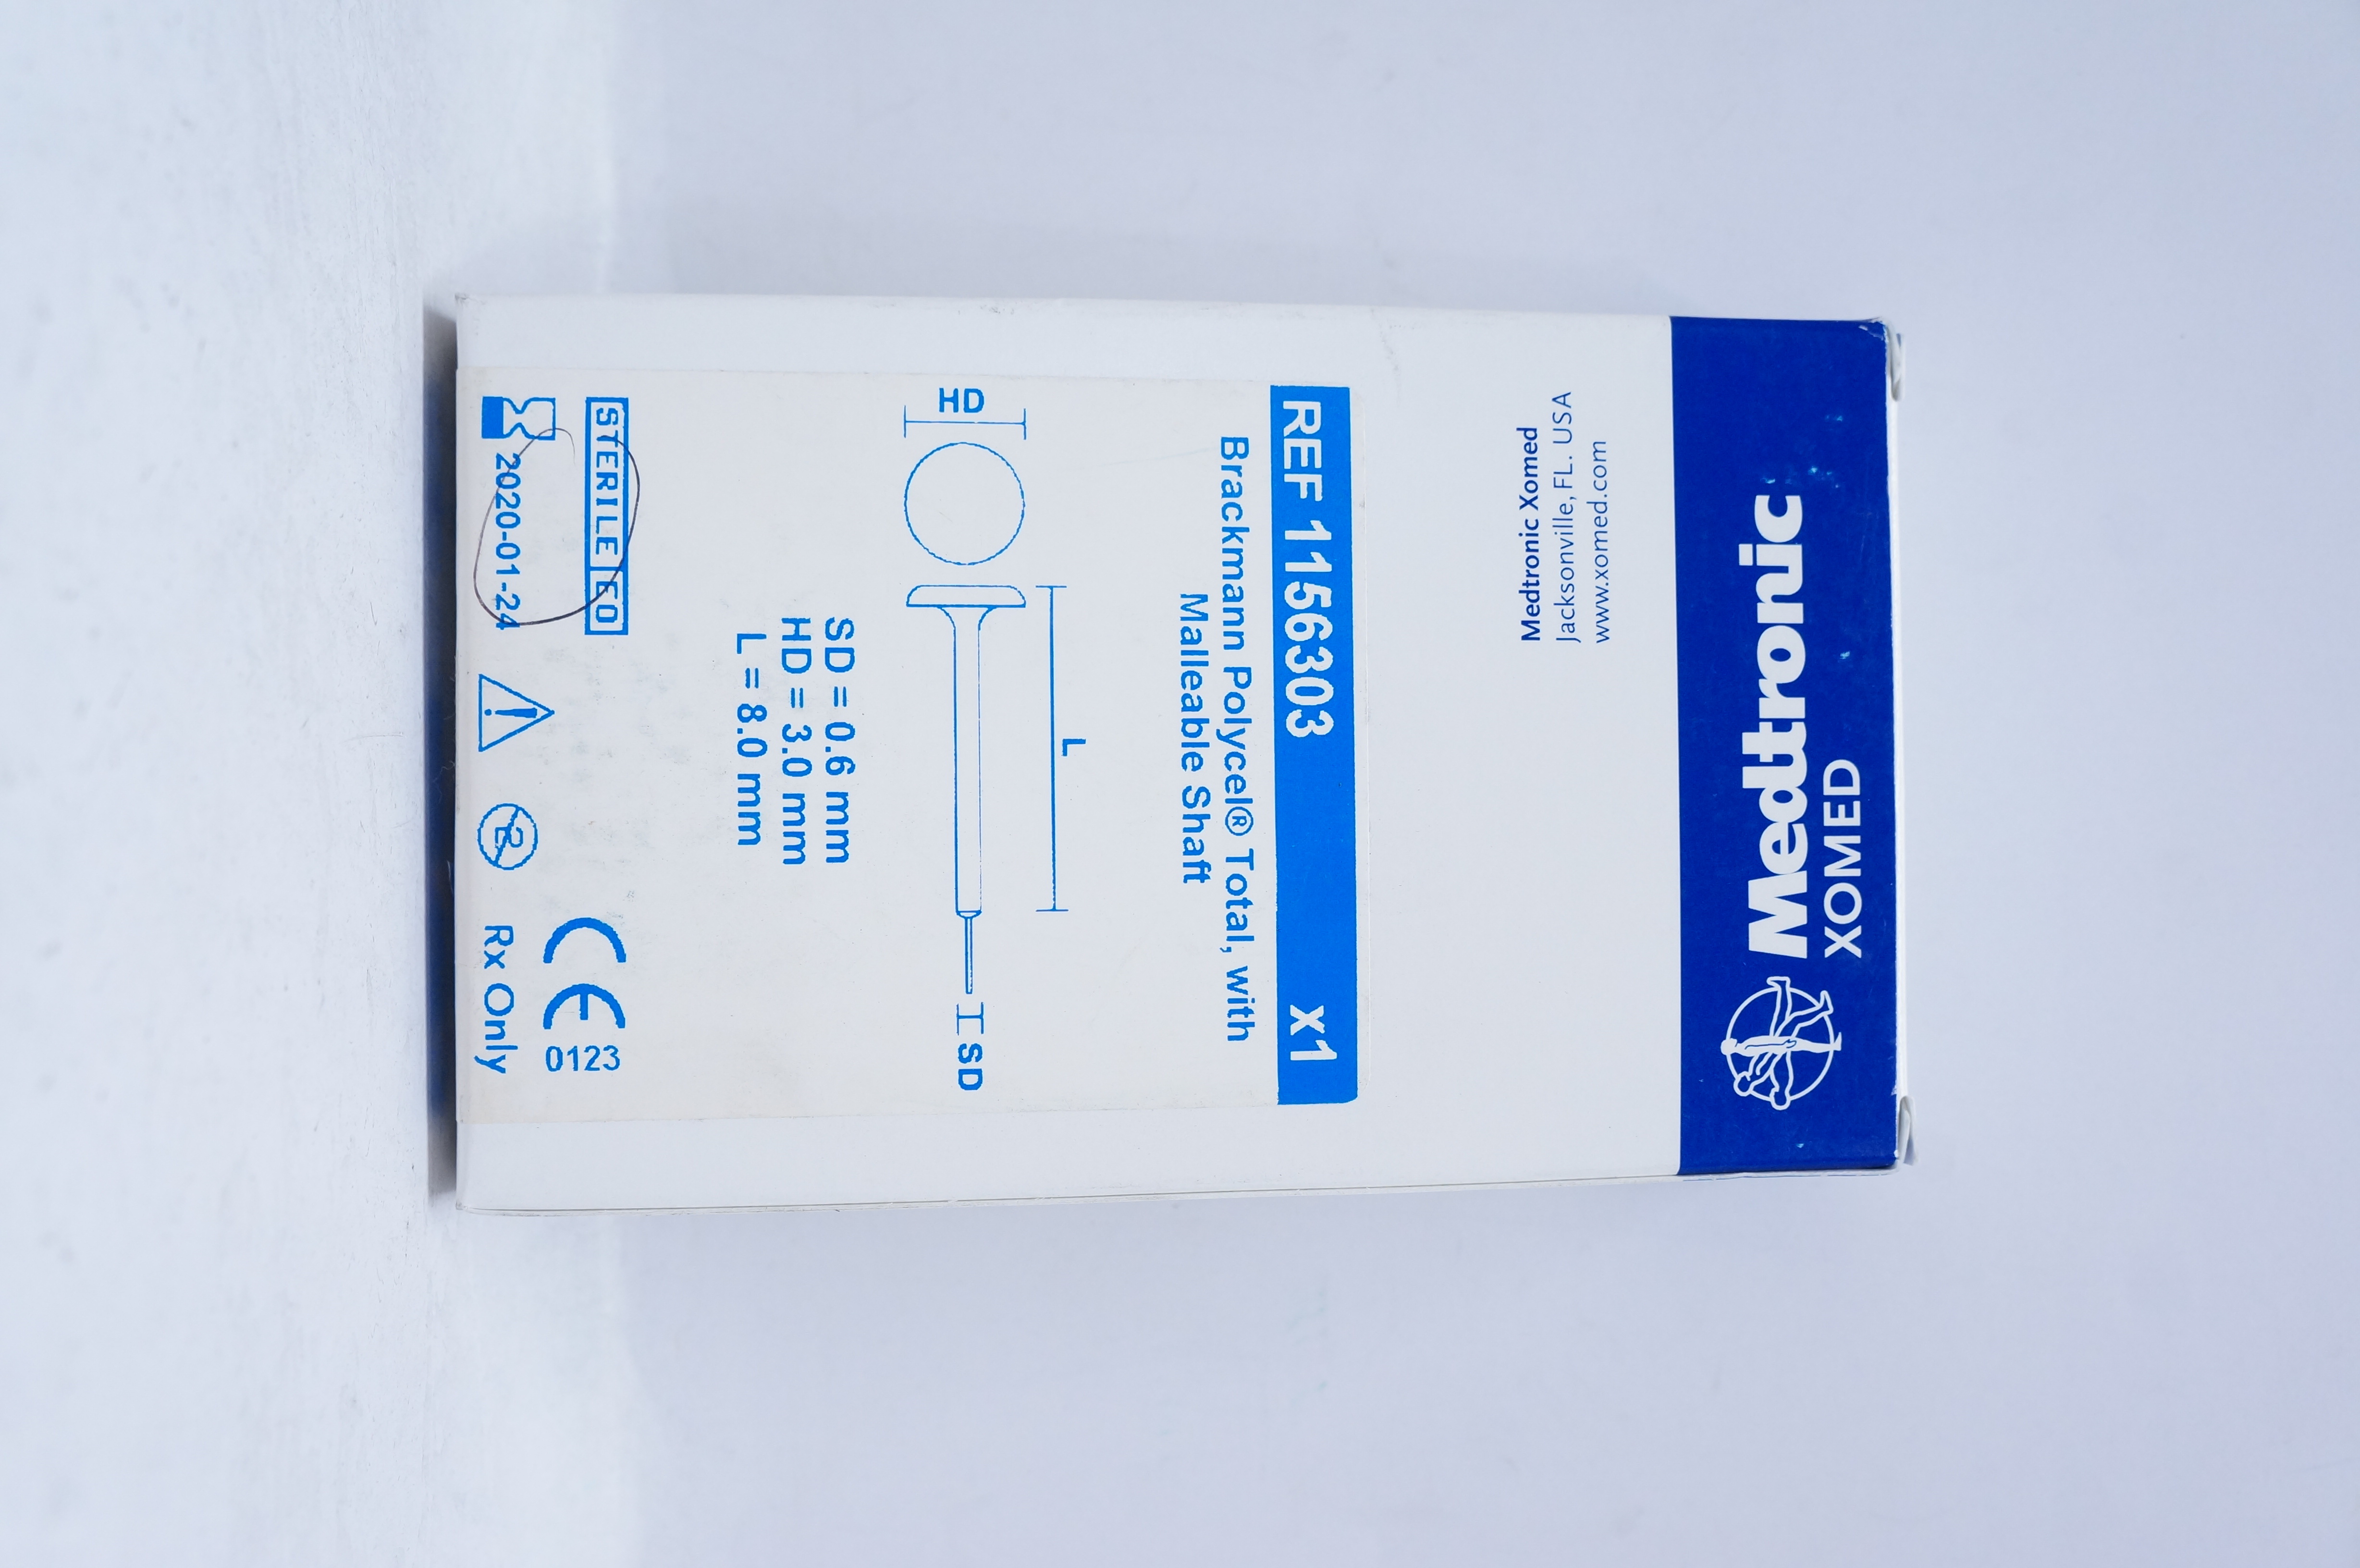 Medtronic
XOMED
Medtronic Xomed
Jacksonville, FL. USA
www.xomed.com
REF 1156303 x1
Brackmann Polycel® Total, with
Malleable Shaft
L
HD
SD
SD = 0.6 mm
HD = 3.0 mm
L = 8.0 mm
STERILE EO
2020-01-24
2
CE 0123
Rx Only